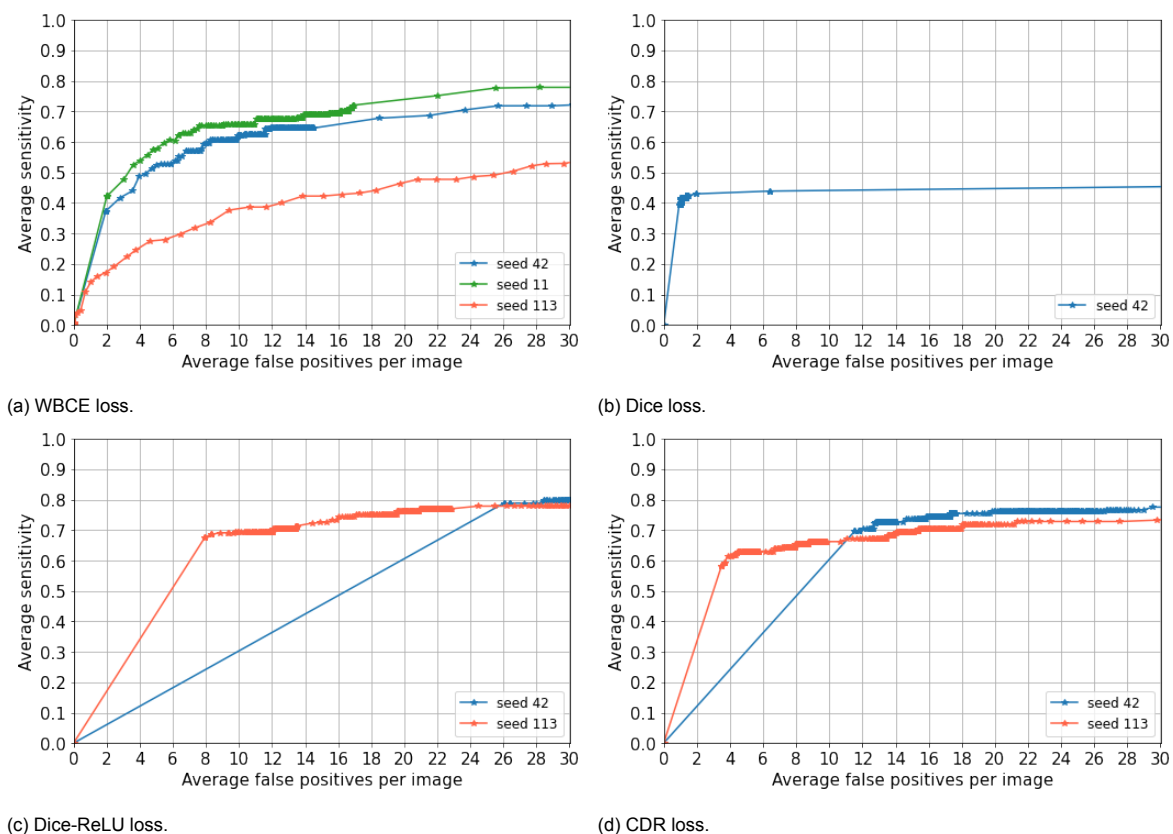 1.0
0.9
0.8
0.7
0.6
0.5
0.4
0.3
0.2
0.1
0.0
Average sensitivity
seed 42
seed 11
seed 113
0 2 4 6 8 10 12 14 16 18 20 22 24 26 28 30
Average false positives per image
(a) WBCE loss.
1.0
0.9
0.8
0.7
0.6
0.5
0.4
0.3
0.2
0.1
0.0
Average sensitivity
seed 42
0 2 4 6 8 10 12 14 16 18 20 22 24 26 28 30
Average false positives per image
(b) Dice loss.
1.0
0.9
0.8
0.7
0.6
0.5
0.4
0.3
0.2
0.1
0.0
Average sensitivity
seed 42
seed 113
0 2 4 6 8 10 12 14 16 18 20 22 24 26 28 30
Average false positives per image
(c) Dice-ReLU loss.
1.0
0.9
0.8
0.7
0.6
0.5
0.4
0.3
0.2
0.1
0.0
Average sensitivity
seed 42
seed 113
0 2 4 6 8 10 12 14 16 18 20 22 24 26 28 30
Average false positives per image
(d) CDR loss.